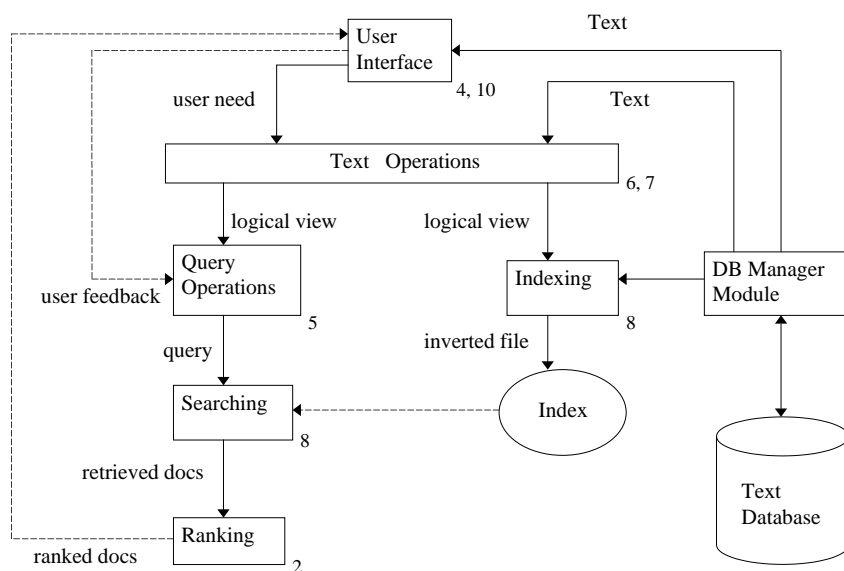 User
Interface
4, 10
Text
user need
Text
Text Operations
6, 7
logical view
logical view
Query
Operations
5
user feedback
Indexing
8
DB Manager
Module
query
inverted file
Searching
8
Index
retrieved docs
Text
Database
Ranking
2
ranked docs